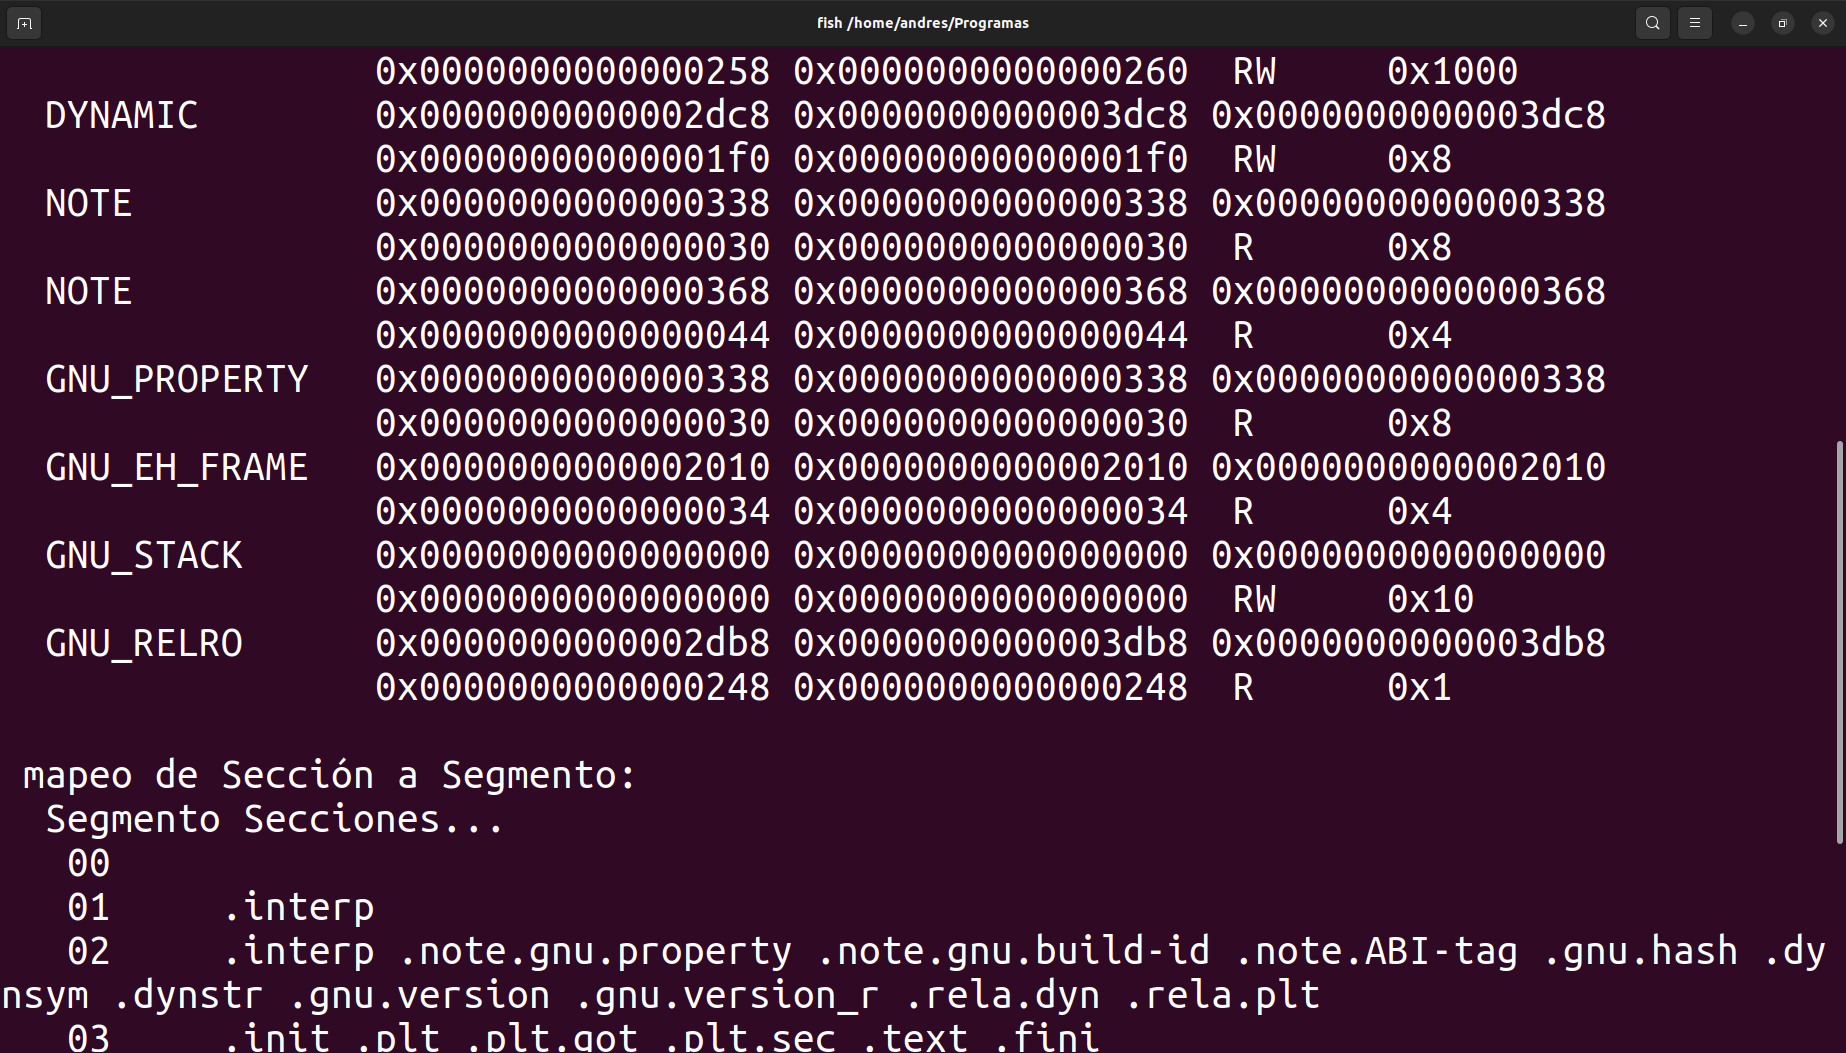 fish /home/andres/Programas
0x0000000000000258 0x0000000000000260 RW 0x1000
DYNAMIC 0x0000000000002dc8 0x0000000000003dc8 0x0000000000003dc8
0x00000000000001f0 0x00000000000001f0 RW 0x8
NOTE 0x0000000000000338 0x0000000000000338 0x0000000000000338
0x0000000000000030 0x0000000000000030 R 0x8
NOTE 0x0000000000000368 0x0000000000000368 0x0000000000000368
0x0000000000000044 0x0000000000000044 R 0x4
GNU_PROPERTY 0x0000000000000338 0x0000000000000338 0x0000000000000338
0x0000000000000030 0x0000000000000030 R 0x8
GNU_EH_FRAME 0x0000000000002010 0x0000000000002010 0x0000000000002010
0x0000000000000034 0x0000000000000034 R 0x4
GNU_STACK 0x0000000000000000 0x0000000000000000 0x0000000000000000
0x0000000000000000 0x0000000000000000 RW 0x10
GNU_RELRO 0x0000000000002db8 0x0000000000003db8 0x0000000000003db8
0x0000000000000248 0x0000000000000248 R 0x1
mapeo de Sección a Segmento:
Segmento Secciones...
00
01 .interp
02 .interp .note.gnu.property .note.gnu.build-id .note.ABI-tag .gnu.hash .dy
nsym .dynstr .gnu.version .gnu.version_r .rela.dyn .rela.plt
03 .init .plt .plt.got .plt.sec .text .fini